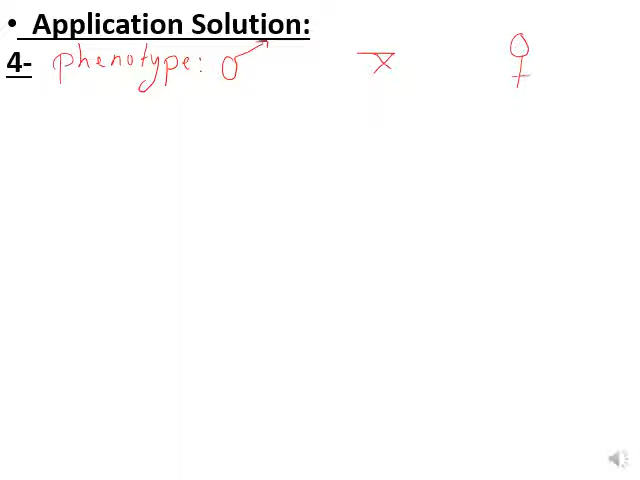 • Application Solution:
4- phenotype: ♂ x ♀